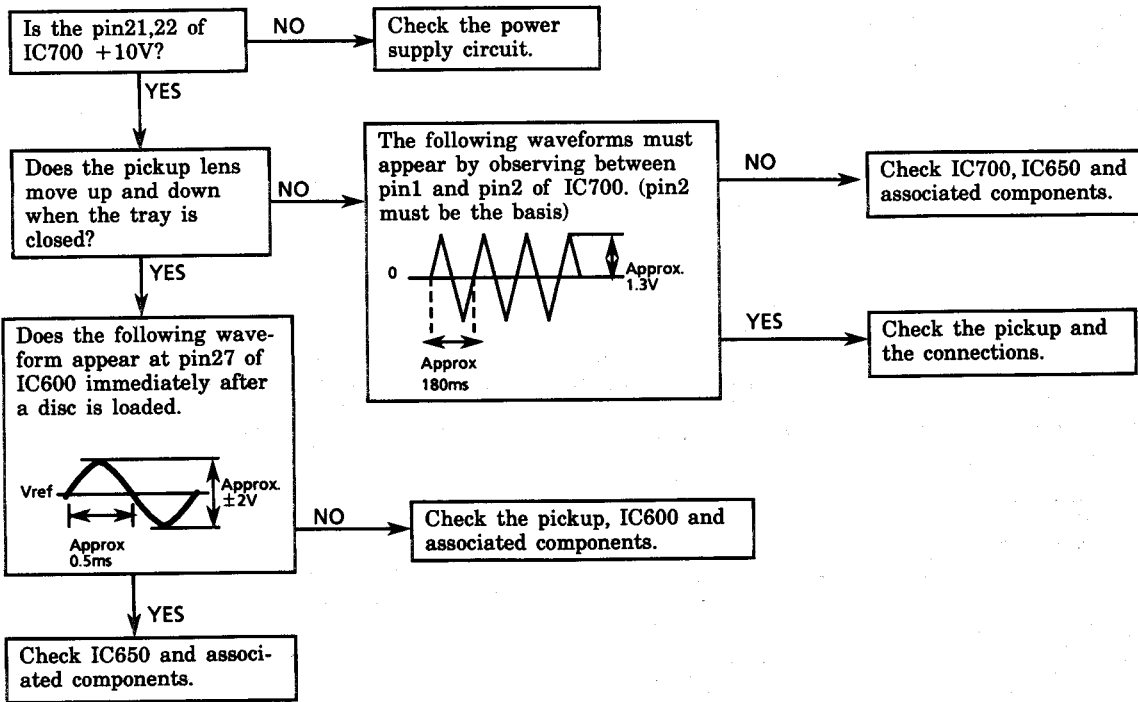 Is the pin21,22 of
IC700 +10V?
NO
Check the power
supply circuit.
YES
Does the pickup lens
move up and down
when the tray is
closed?
NO
The following waveforms must
appear by observing between
pin1 and pin2 of IC700. (pin2
must be the basis)
0
Approx.
1.3V
Approx
180ms
NO
Check IC700, IC650 and
associated components.
YES
Check the pickup and
the connections.
YES
Does the following wave-
form appear at pin27 of
IC600 immediately after
a disc is loaded.
Vref
Approx.
±2V
Approx
0.5ms
NO
Check the pickup, IC600 and
associated components.
YES
Check IC650 and associ-
ated components.